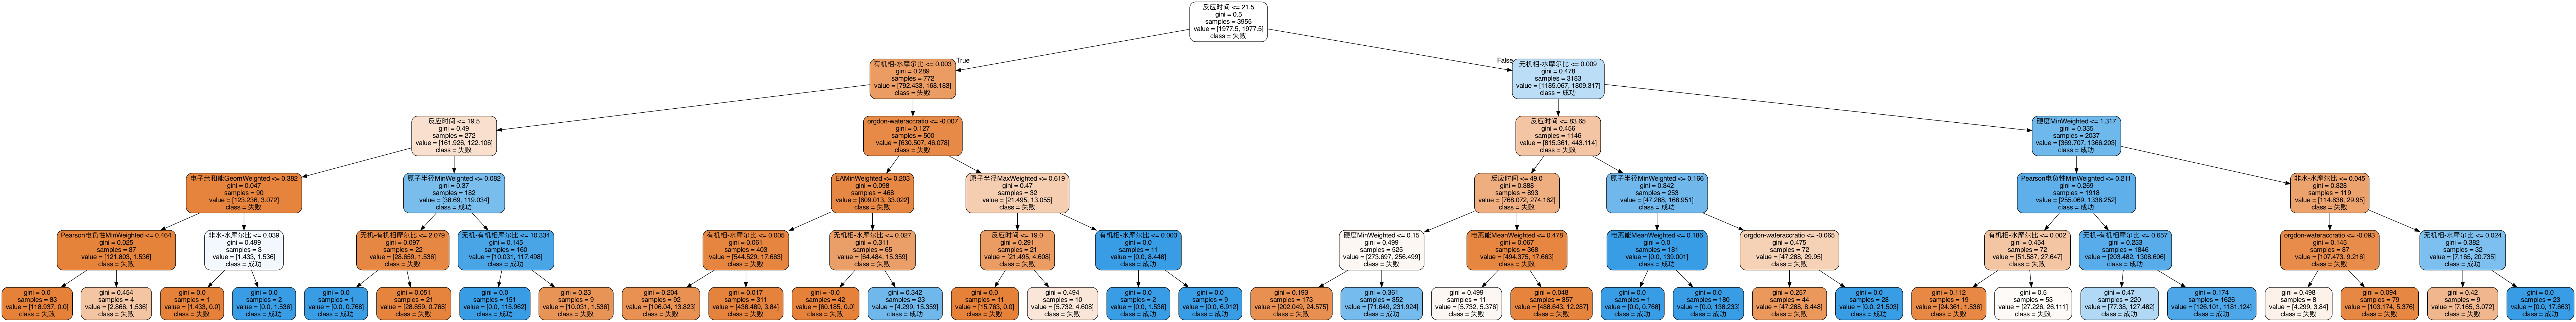 反应时间 <= 21.5
gini = 0.5
samples = 3955
value = [1977.5, 1977.5]
class = 失败
True
False
有机相-水摩尔比 <= 0.003
gini = 0.289
samples = 772
value = [792.433, 168.183]
class = 失败
无机相-水摩尔比 <= 0.009
gini = 0.478
samples = 3183
value = [1185.067, 1809.317]
class = 成功
反应时间 <= 19.5
gini = 0.49
samples = 272
value = [161.926, 122.106]
class = 失败
orgdon-wateraccratio <= -0.007
gini = 0.127
samples = 500
value = [630.507, 46.078]
class = 失败
反应时间 <= 83.65
gini = 0.456
samples = 1146
value = [815.361, 443.114]
class = 失败
硬度MinWeighted <= 1.317
gini = 0.335
samples = 2037
value = [369.707, 1366.203]
class = 成功
电子亲和能GeomWeighted <= 0.382
gini = 0.047
samples = 90
value = [123.236, 3.072]
class = 失败
原子半径MinWeighted <= 0.082
gini = 0.37
samples = 182
value = [38.69, 119.034]
class = 成功
EAMinWeighted <= 0.203
gini = 0.098
samples = 468
value = [609.013, 33.022]
class = 失败
原子半径MaxWeighted <= 0.619
gini = 0.47
samples = 32
value = [21.495, 13.055]
class = 失败
反应时间 <= 49.0
gini = 0.388
samples = 893
value = [768.072, 274.162]
class = 失败
原子半径MinWeighted <= 0.166
gini = 0.342
samples = 253
value = [47.288, 168.951]
class = 成功
Pearson电负性MinWeighted <= 0.211
gini = 0.269
samples = 1918
value = [255.069, 1336.252]
class = 成功
非水-水摩尔比 <= 0.045
gini = 0.328
samples = 119
value = [114.638, 29.95]
class = 失败
Pearson电负性MinWeighted <= 0.464
gini = 0.025
samples = 87
value = [121.803, 1.536]
class = 失败
非水-水摩尔比 <= 0.039
gini = 0.499
samples = 3
value = [1.433, 1.536]
class = 成功
无机-有机相摩尔比 <= 2.079
gini = 0.097
samples = 22
value = [28.659, 1.536]
class = 失败
无机-有机相摩尔比 <= 10.334
gini = 0.145
samples = 160
value = [10.031, 117.498]
class = 成功
有机相-水摩尔比 <= 0.005
gini = 0.061
samples = 403
value = [544.529, 17.663]
class = 失败
无机相-水摩尔比 <= 0.027
gini = 0.311
samples = 65
value = [64.484, 15.359]
class = 失败
反应时间 <= 19.0
gini = 0.291
samples = 21
value = [21.495, 4.608]
class = 失败
有机相-水摩尔比 <= 0.003
gini = 0.0
samples = 11
value = [0.0, 8.448]
class = 成功
硬度MinWeighted <= 0.15
gini = 0.499
samples = 525
value = [273.697, 256.499]
class = 失败
电离能MeanWeighted <= 0.478
gini = 0.067
samples = 368
value = [494.375, 17.663]
class = 失败
电离能MeanWeighted <= 0.186
gini = 0.0
samples = 181
value = [0.0, 139.001]
class = 成功
orgdon-wateraccratio <= -0.065
gini = 0.475
samples = 72
value = [47.288, 29.95]
class = 失败
有机相-水摩尔比 <= 0.002
gini = 0.454
samples = 72
value = [51.587, 27.647]
class = 失败
无机-有机相摩尔比 <= 0.657
gini = 0.233
samples = 1846
value = [203.482, 1308.606]
class = 成功
orgdon-wateraccratio <= -0.093
gini = 0.145
samples = 87
value = [107.473, 9.216]
class = 失败
无机相-水摩尔比 <= 0.024
gini = 0.382
samples = 32
value = [7.165, 20.735]
class = 成功
gini = 0.0
samples = 83
value = [118.937, 0.0]
class = 失败
gini = 0.454
samples = 4
value = [2.866, 1.536]
class = 失败
gini = 0.0
samples = 1
value = [1.433, 0.0]
class = 失败
gini = 0.0
samples = 2
value = [0.0, 1.536]
class = 成功
gini = 0.0
samples = 1
value = [0.0, 0.768]
class = 成功
gini = 0.051
samples = 21
value = [28.659, 0.768]
class = 失败
gini = 0.0
samples = 151
value = [0.0, 115.962]
class = 成功
gini = 0.23
samples = 9
value = [10.031, 1.536]
class = 失败
gini = 0.204
samples = 92
value = [106.04, 13.823]
class = 失败
gini = 0.017
samples = 311
value = [438.489, 3.84]
class = 失败
gini = -0.0
samples = 42
value = [60.185, 0.0]
class = 失败
gini = 0.342
samples = 23
value = [4.299, 15.359]
class = 成功
gini = 0.0
samples = 11
value = [15.763, 0.0]
class = 失败
gini = 0.494
samples = 10
value = [5.732, 4.608]
class = 失败
gini = 0.0
samples = 2
value = [0.0, 1.536]
class = 成功
gini = 0.0
samples = 9
value = [0.0, 6.912]
class = 成功
gini = 0.193
samples = 173
value = [202.049, 24.575]
class = 失败
gini = 0.361
samples = 352
value = [71.649, 231.924]
class = 成功
gini = 0.499
samples = 11
value = [5.732, 5.376]
class = 失败
gini = 0.048
samples = 357
value = [488.643, 12.287]
class = 失败
gini = 0.0
samples = 1
value = [0.0, 0.768]
class = 成功
gini = 0.0
samples = 180
value = [0.0, 138.233]
class = 成功
gini = 0.257
samples = 44
value = [47.288, 8.448]
class = 失败
gini = 0.0
samples = 28
value = [0.0, 21.503]
class = 成功
gini = 0.112
samples = 19
value = [24.361, 1.536]
class = 失败
gini = 0.5
samples = 53
value = [27.226, 26.111]
class = 失败
gini = 0.47
samples = 220
value = [77.38, 127.482]
class = 成功
gini = 0.174
samples = 1626
value = [126.101, 1181.124]
class = 成功
gini = 0.498
samples = 8
value = [4.299, 3.84]
class = 失败
gini = 0.094
samples = 79
value = [103.174, 5.376]
class = 失败
gini = 0.42
samples = 9
value = [7.165, 3.072]
class = 失败
gini = 0.0
samples = 23
value = [0.0, 17.663]
class = 成功